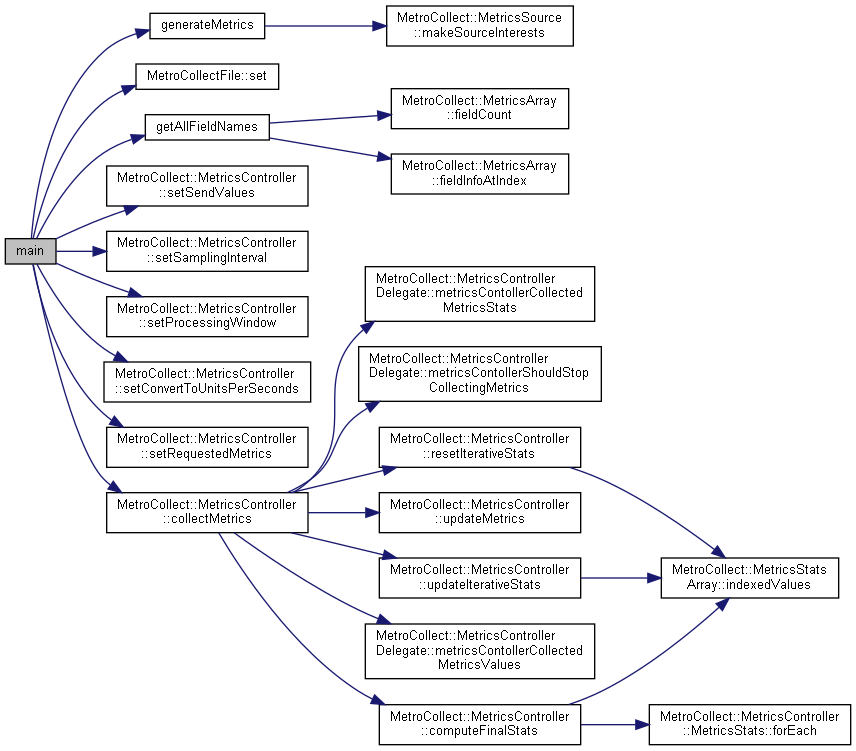 generateMetrics
MetroCollect::MetricsSource
::makeSourceInterests
MetroCollectFile::set
getAllFieldNames
MetroCollect::MetricsArray
::fieldCount
MetroCollect::MetricsArray
::fieldInfoAtIndex
MetroCollect::MetricsController
::setSendValues
main
MetroCollect::MetricsController
::setSamplingInterval
MetroCollect::MetricsController
::setProcessingWindow
MetroCollect::MetricsController
::setConvertToUnitsPerSeconds
MetroCollect::MetricsController
::setRequestedMetrics
MetroCollect::MetricsController
::collectMetrics
MetroCollect::MetricsController
Delegate::metricsContollerCollected
MetricsStats
MetroCollect::MetricsController
Delegate::metricsContollerShouldStop
CollectingMetrics
MetroCollect::MetricsController
::resetIterativeStats
MetroCollect::MetricsController
::updateMetrics
MetroCollect::MetricsController
::updateIterativeStats
MetroCollect::MetricsStats
Array::indexedValues
MetroCollect::MetricsController
Delegate::metricsContollerCollected
MetricsValues
MetroCollect::MetricsController
::computeFinalStats
MetroCollect::MetricsController
::MetricsStats::forEach